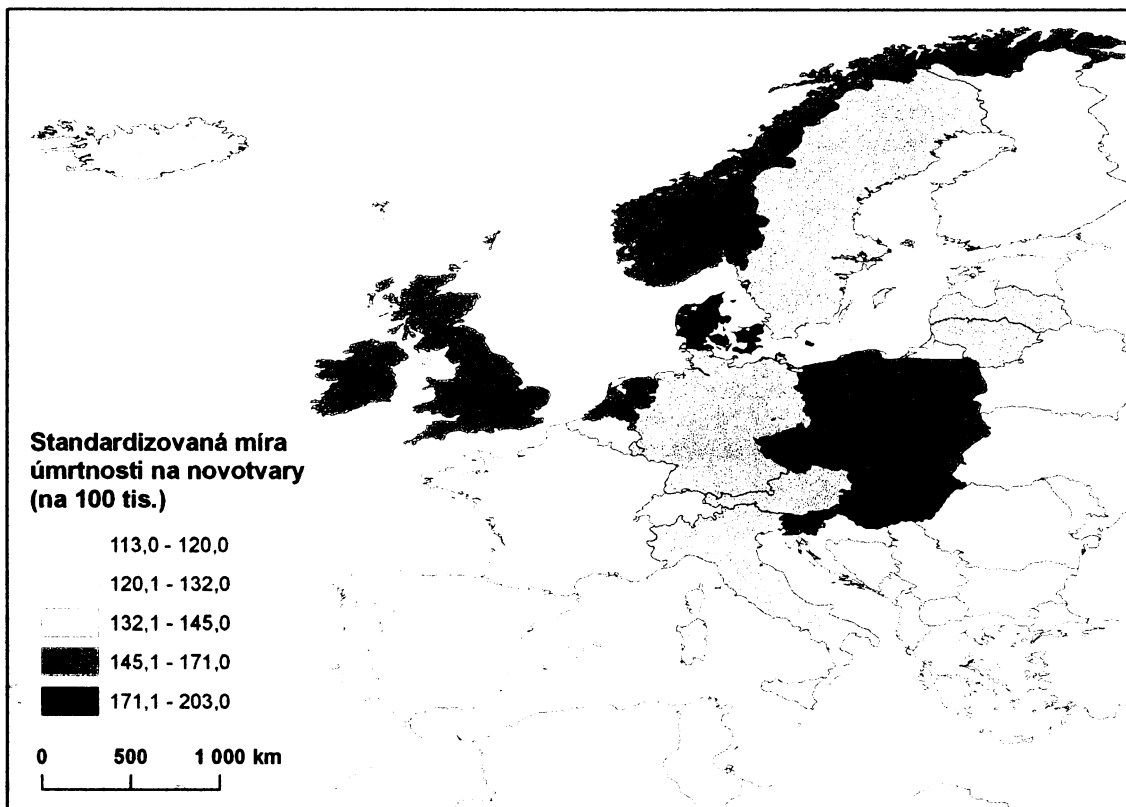 Standardizovaná míra
úmrtnosti na novotvary
(na 100 tis.)
113,0 - 120,0
120,1 - 132,0
132,1 - 145,0
145,1 - 171,0
171,1 - 203,0
0 500 1 000 km